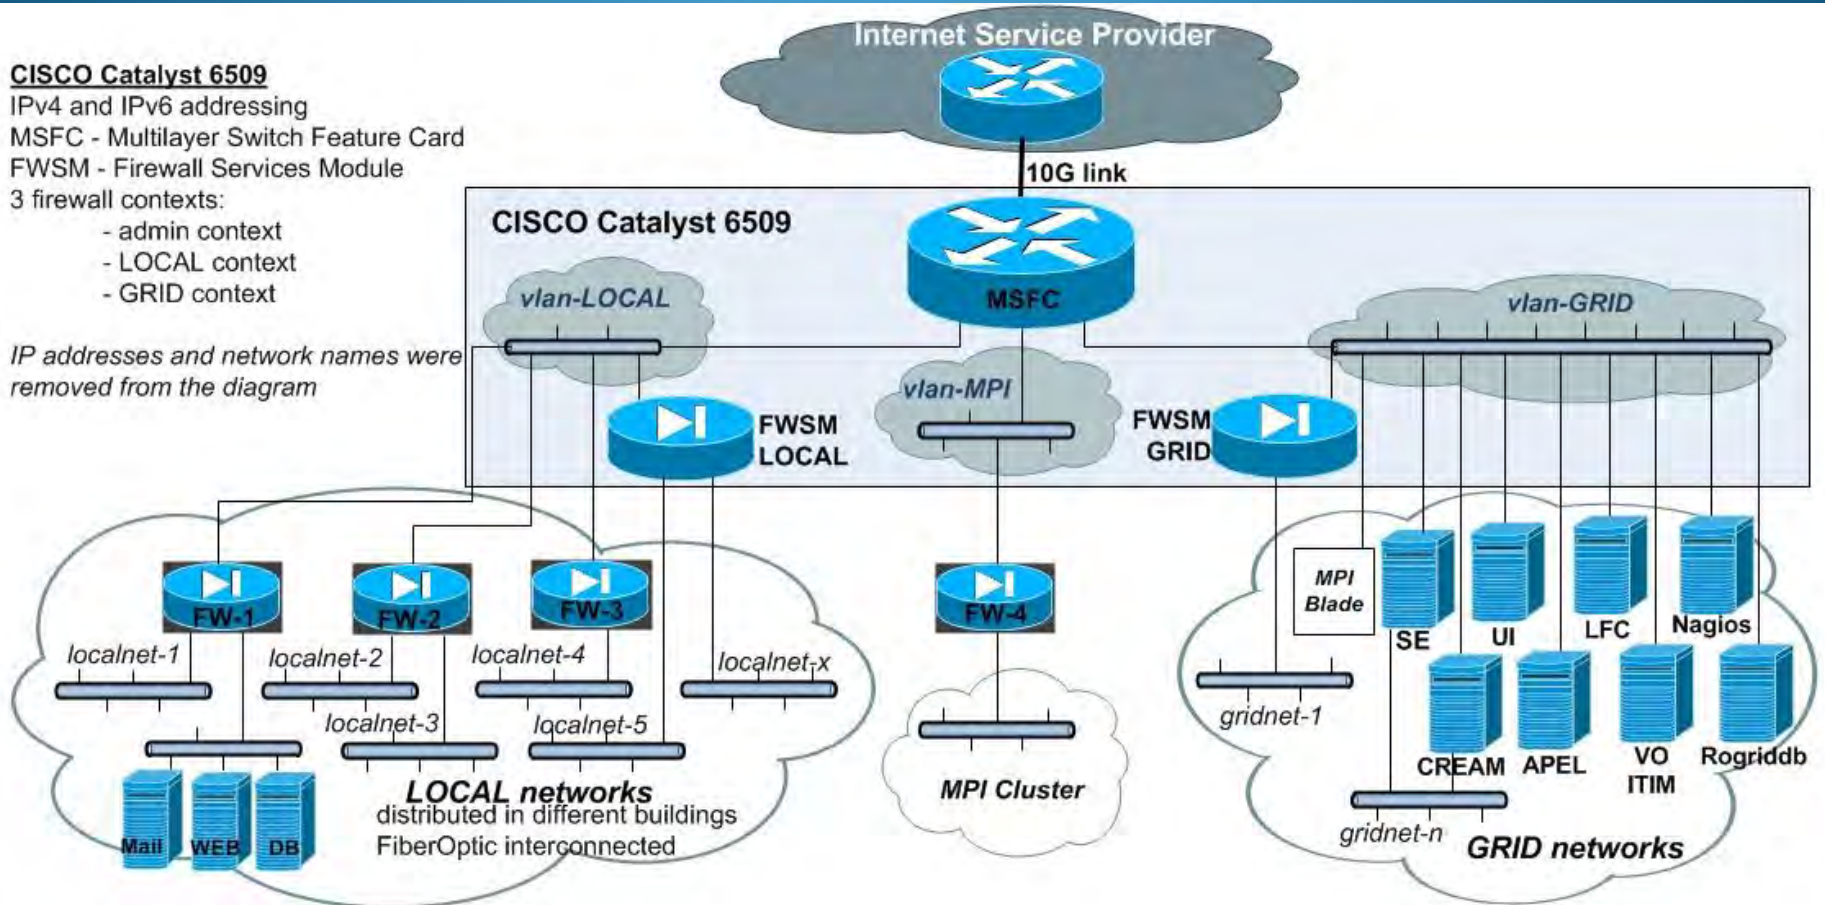 Internet Service Provider
CISCO Catalyst 6509
IPv4 and IPv6 addressing
MSFC - Multilayer Switch Feature Card
FWSM - Firewall Services Module
3 firewall contexts:
- admin context
- LOCAL context
- GRID context
IP addresses and network names were
removed from the diagram
10G link
CISCO Catalyst 6509
MSFC
vlan-LOCAL
vlan-GRID
vlan-MPI
FWSM
LOCAL
FWSM
GRID
FW-1
FW-2
FW-3
FW-4
MPI
Blade
SE
UI
LFC
Nagios
localnet-1
localnet-2
localnet-4
localnet-x
localnet-3
localnet-5
gridnet-1
CREAM
APEL
VO
ITIM
Rogriddb
LOCAL networks
distributed in different buildings
FiberOptic interconnected
Mail
WEB
DB
MPI Cluster
gridnet-n
GRID networks